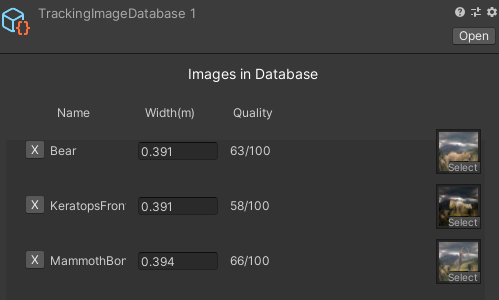 TrackingImageDatabase 1
Open
Images in Database
Name Width(m) Quality
X Bear 0.391 63/100 Select
X KeratopsFron 0.391 58/100 Select
X MammothBor 0.394 66/100 Select